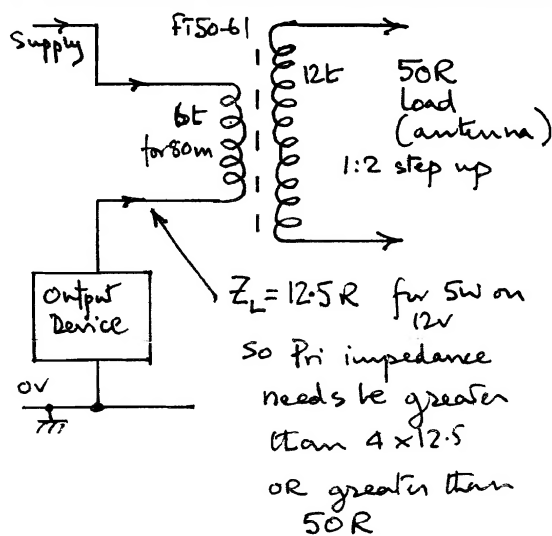 Supply
FT50-61
6t
for 80m
12t
50R
Load
(antenna)
1:2 step up
Output
Device
0V
ZL = 12.5R for 5W on
12V
So Pri impedance
needs be greater
than 4 x 12.5
OR greater than
50R